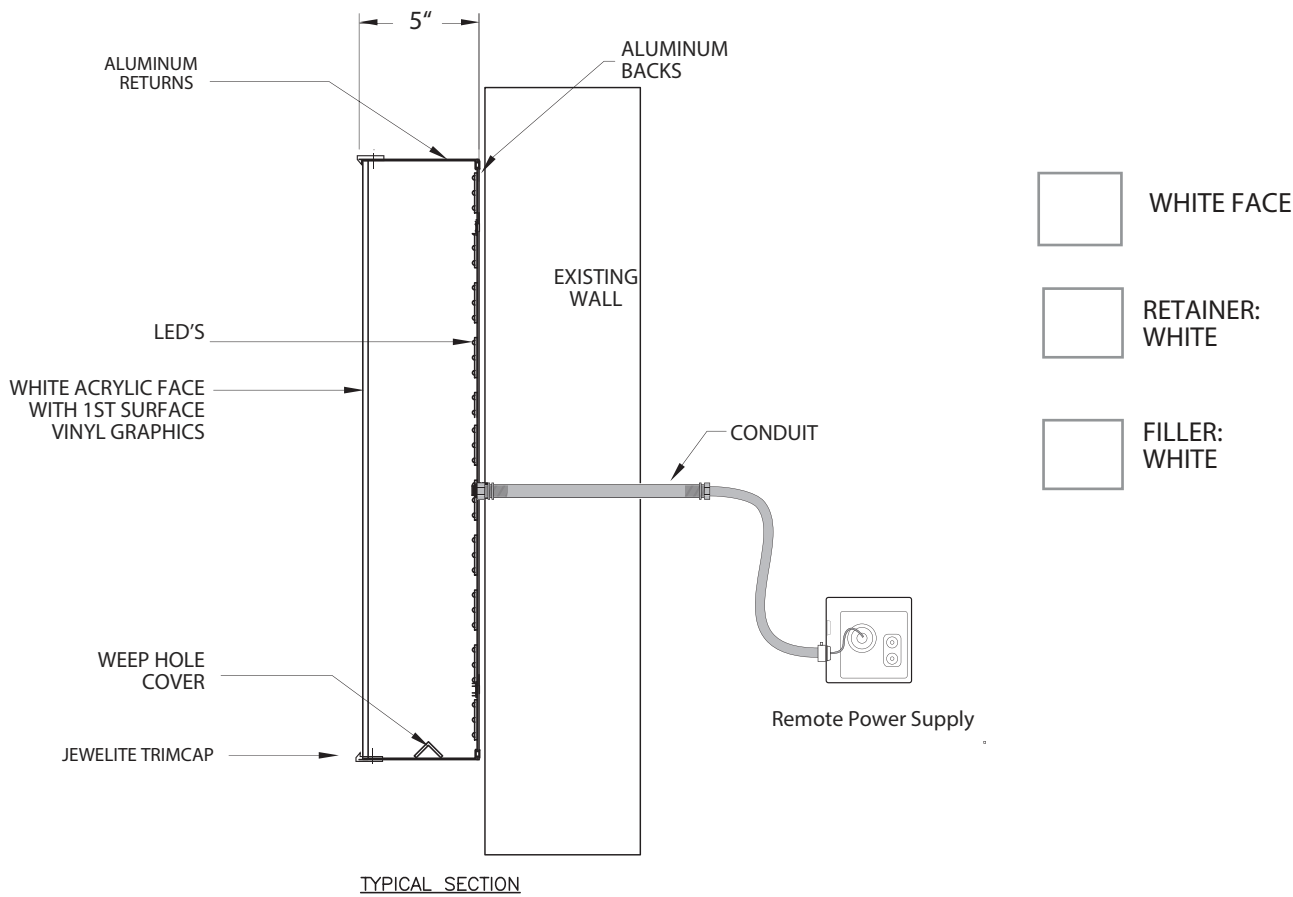 5“
ALUMINUM
RETURNS
ALUMINUM
BACKS
EXISTING
WALL
LED'S
WHITE ACRYLIC FACE
WITH 1ST SURFACE
VINYL GRAPHICS
CONDUIT
WEEP HOLE
COVER
JEWELITE TRIMCAP
Remote Power Supply
TYPICAL SECTION
WHITE FACE
RETAINER:
WHITE
FILLER:
WHITE